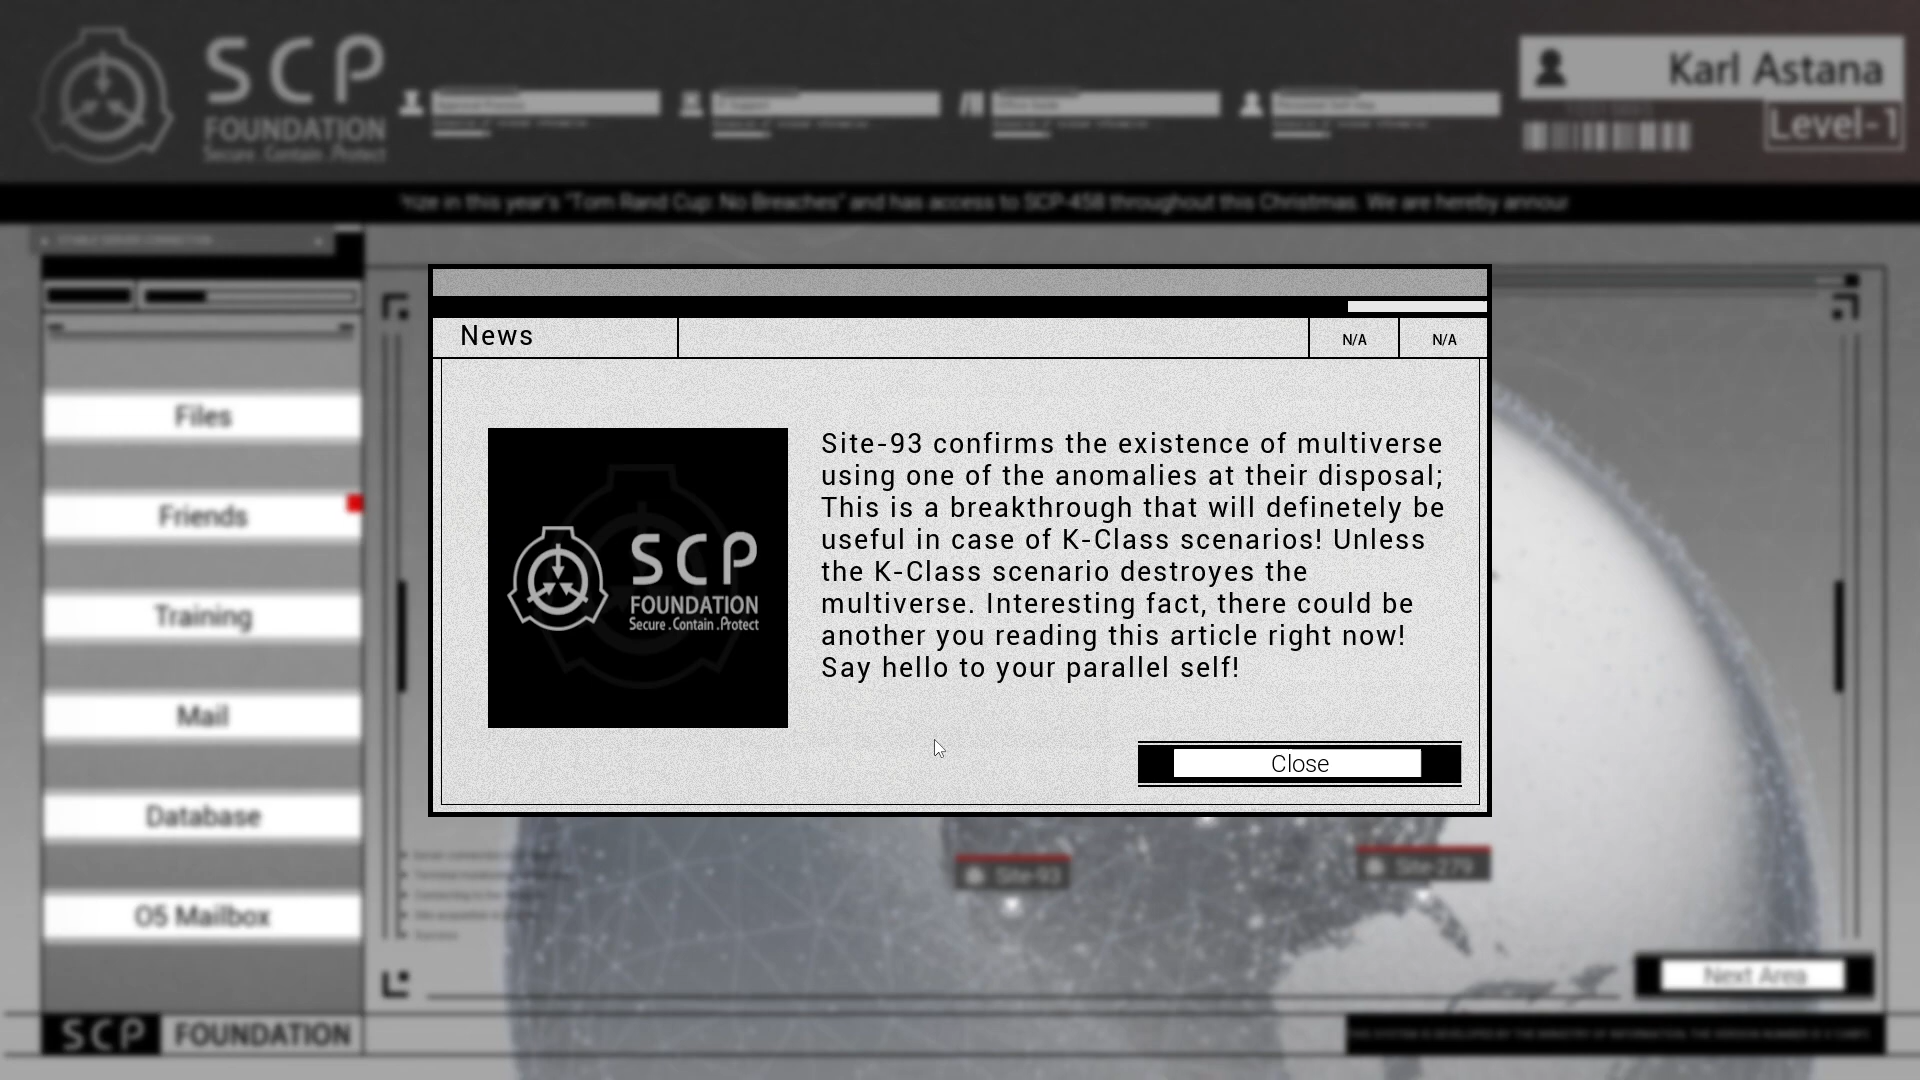 SCP
FOUNDATION
Secure . Contain . Protect
Karl Astana
Level-1
in this year's "Tom Rand Cup: No Breaches" and has access to SCP-458 throughout this Christmas. We are hereby
News
N/A
N/A
Files
Friends
Training
Mail
Database
O5 Mailbox
SCP
FOUNDATION
Secure . Contain . Protect
Site-93 confirms the existence of multiverse
using one of the anomalies at their disposal;
This is a breakthrough that will definetely be
useful in case of K-Class scenarios! Unless
the K-Class scenario destroyes the
multiverse. Interesting fact, there could be
another you reading this article right now!
Say hello to your parallel self!
Close
Site-93
Site-279
Next Area
SCP FOUNDATION